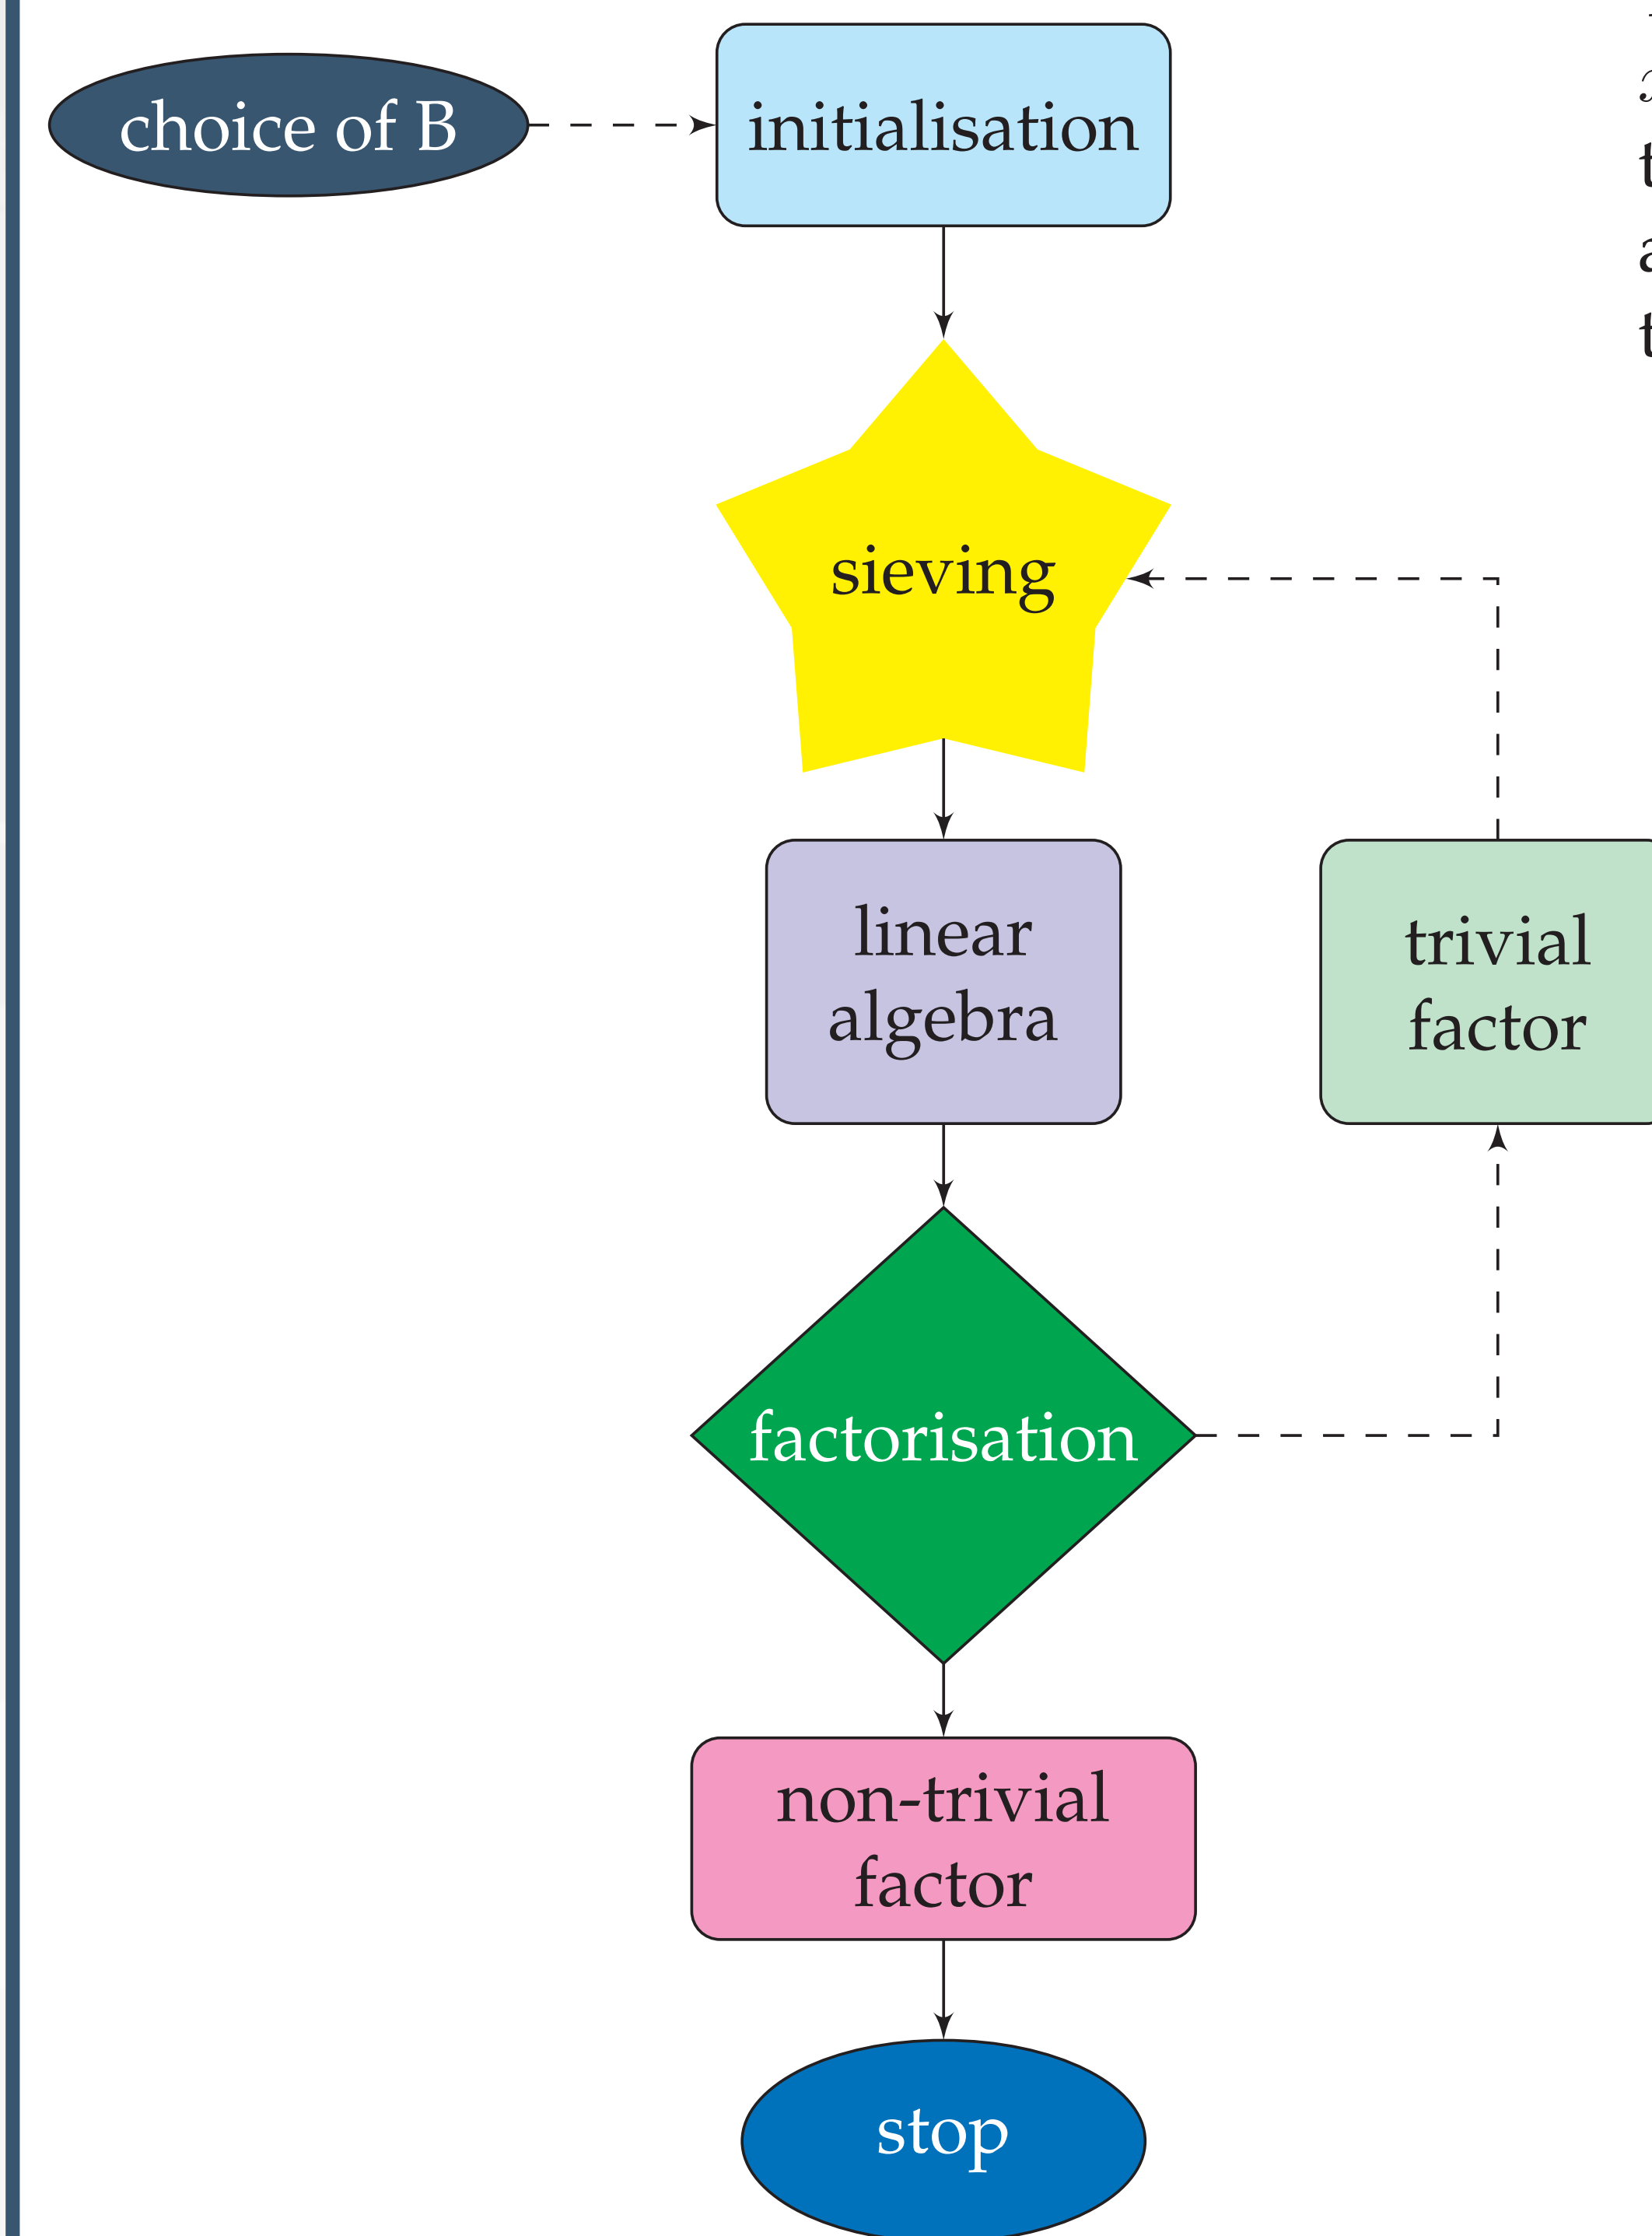 choice of B
initialisation
sieving
linear
algebra
trivial
factor
factorisation
non-trivial
factor
stop